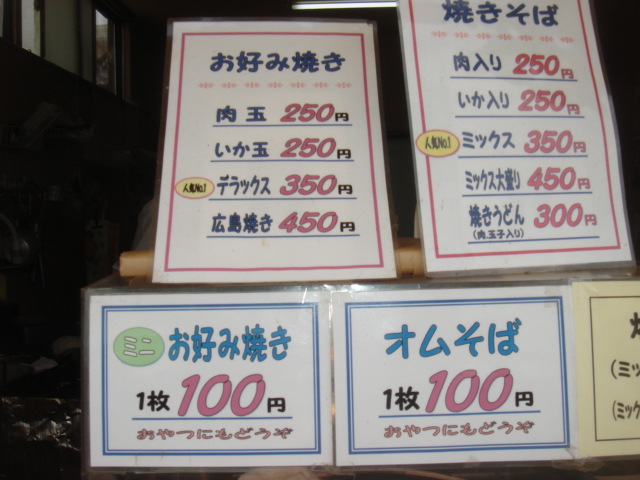 お好み焼き
肉玉 250円
いか玉 250円
人気No.1 デラックス 350円
広島焼き 450円
焼きそば
肉入り 250円
いか入り 250円
人気No.1 ミックス 350円
ミックス大盛り 450円
焼きうどん 300円
(肉,玉子入り)
ミニ お好み焼き
1枚 100円
おやつにもどうぞ
オムそば
1枚 100円
おやつにもどうぞ
(ミッ
(ミック